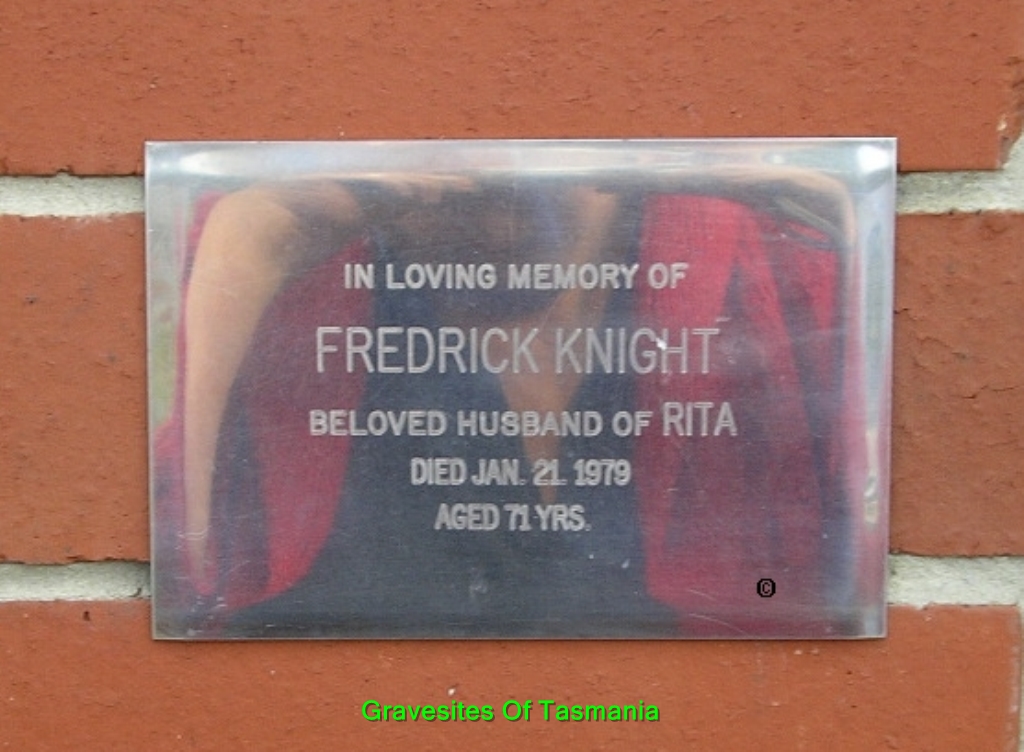 IN LOVING MEMORY OF
FREDRICK KNIGHT
BELOVED HUSBAND OF RITA
DIED JAN. 21. 1979
AGED 71 YRS.
©
Gravesites Of Tasmania